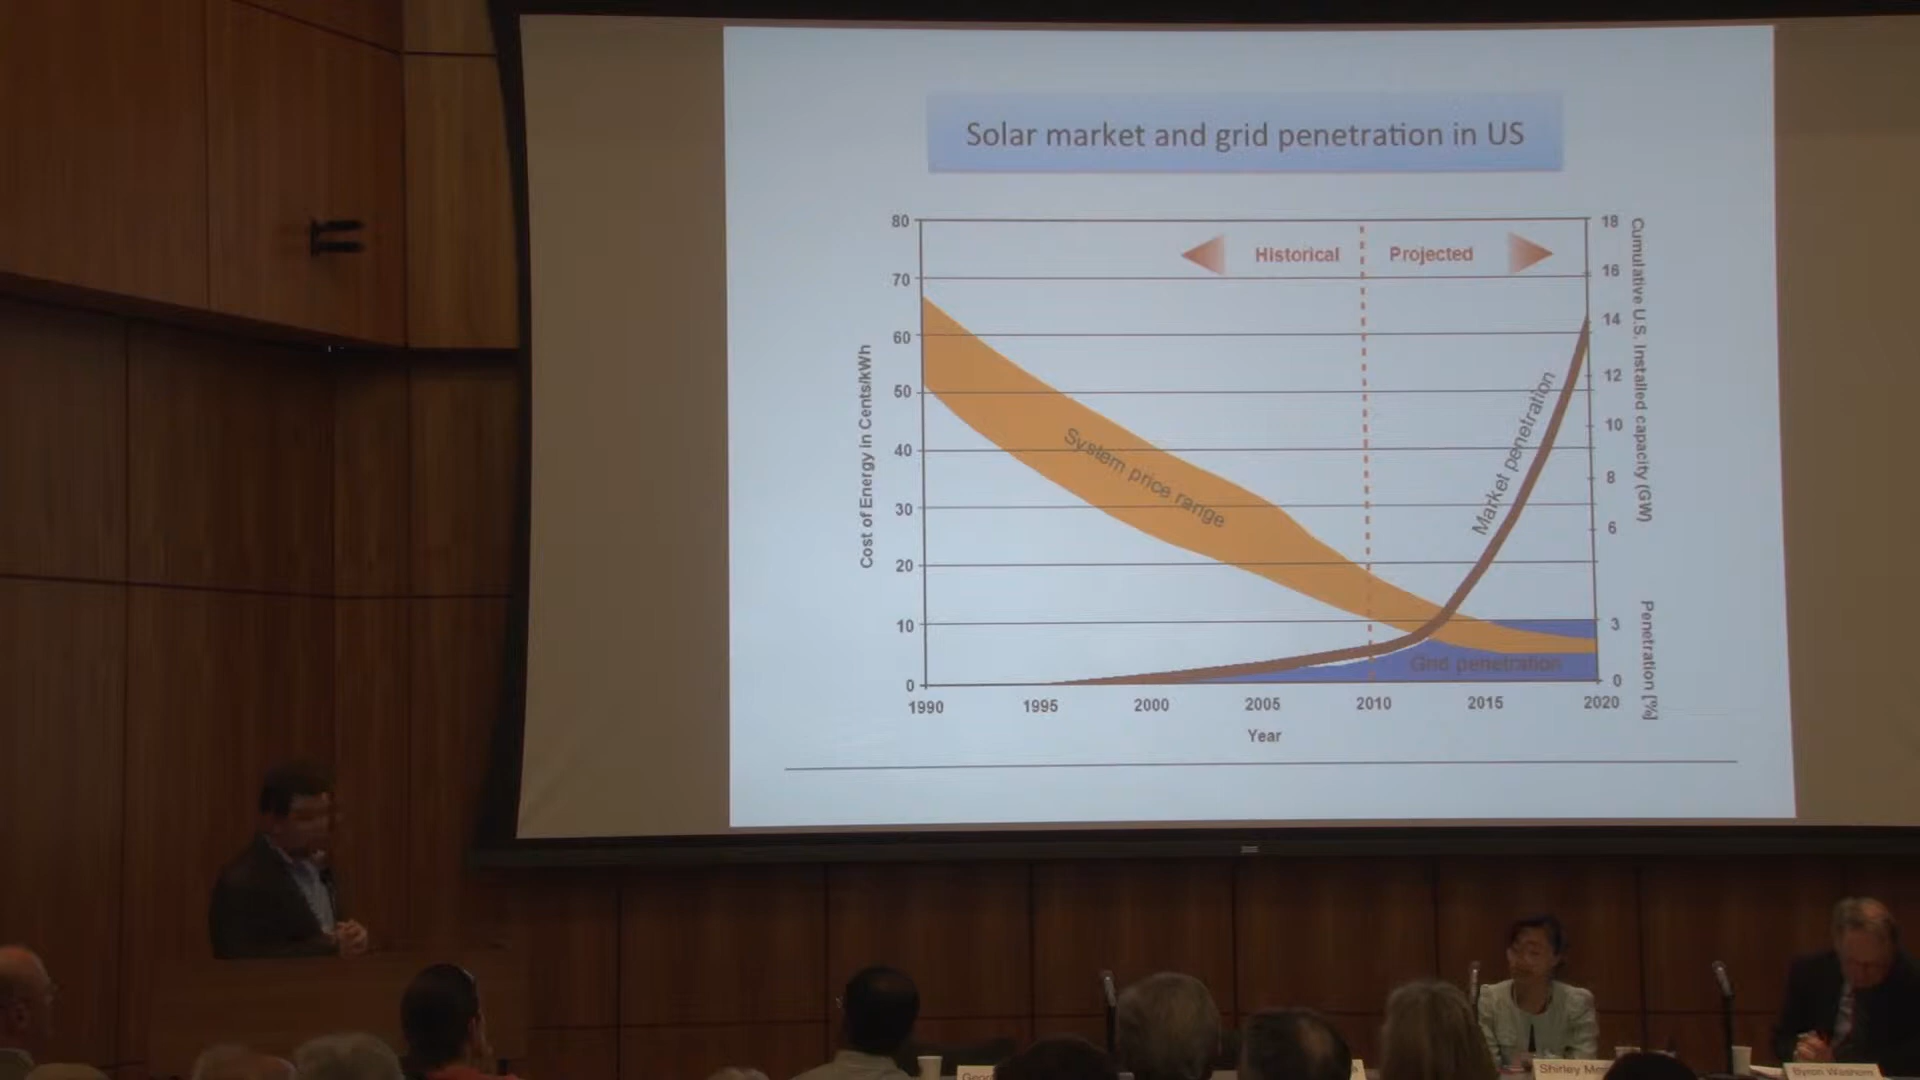 Solar market and grid penetration in US
80
70
60
50
40
30
20
10
0
Cost of Energy in Cents/kWh
Historical
Projected
System price range
Market penetration
Grid penetration
18
16
14
12
10
8
6
3
0
Cumulative U.S. Installed capacity (GW)
Penetration [%]
1990
1995
2000
2005
2010
2015
2020
Year
Shirley
Byron